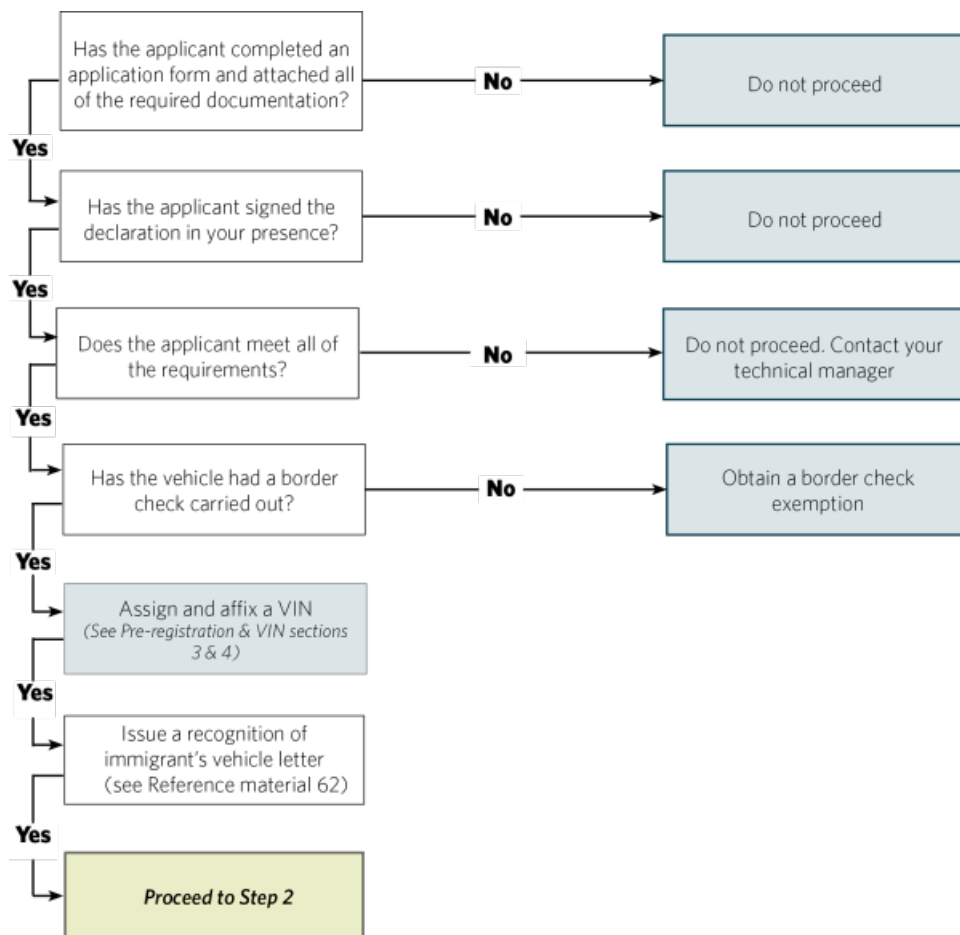 Has the applicant completed an
application form and attached all
of the required documentation?
No
Do not proceed
Yes
Has the applicant signed the
declaration in your presence?
No
Do not proceed
Yes
Does the applicant meet all of
the requirements?
No
Do not proceed. Contact your
technical manager
Yes
Has the vehicle had a border
check carried out?
No
Obtain a border check
exemption
Yes
Assign and affix a VIN
(See Pre-registration & VIN sections
3 & 4)
Yes
Issue a recognition of
immigrant's vehicle letter
(see Reference material 62)
Yes
Proceed to Step 2